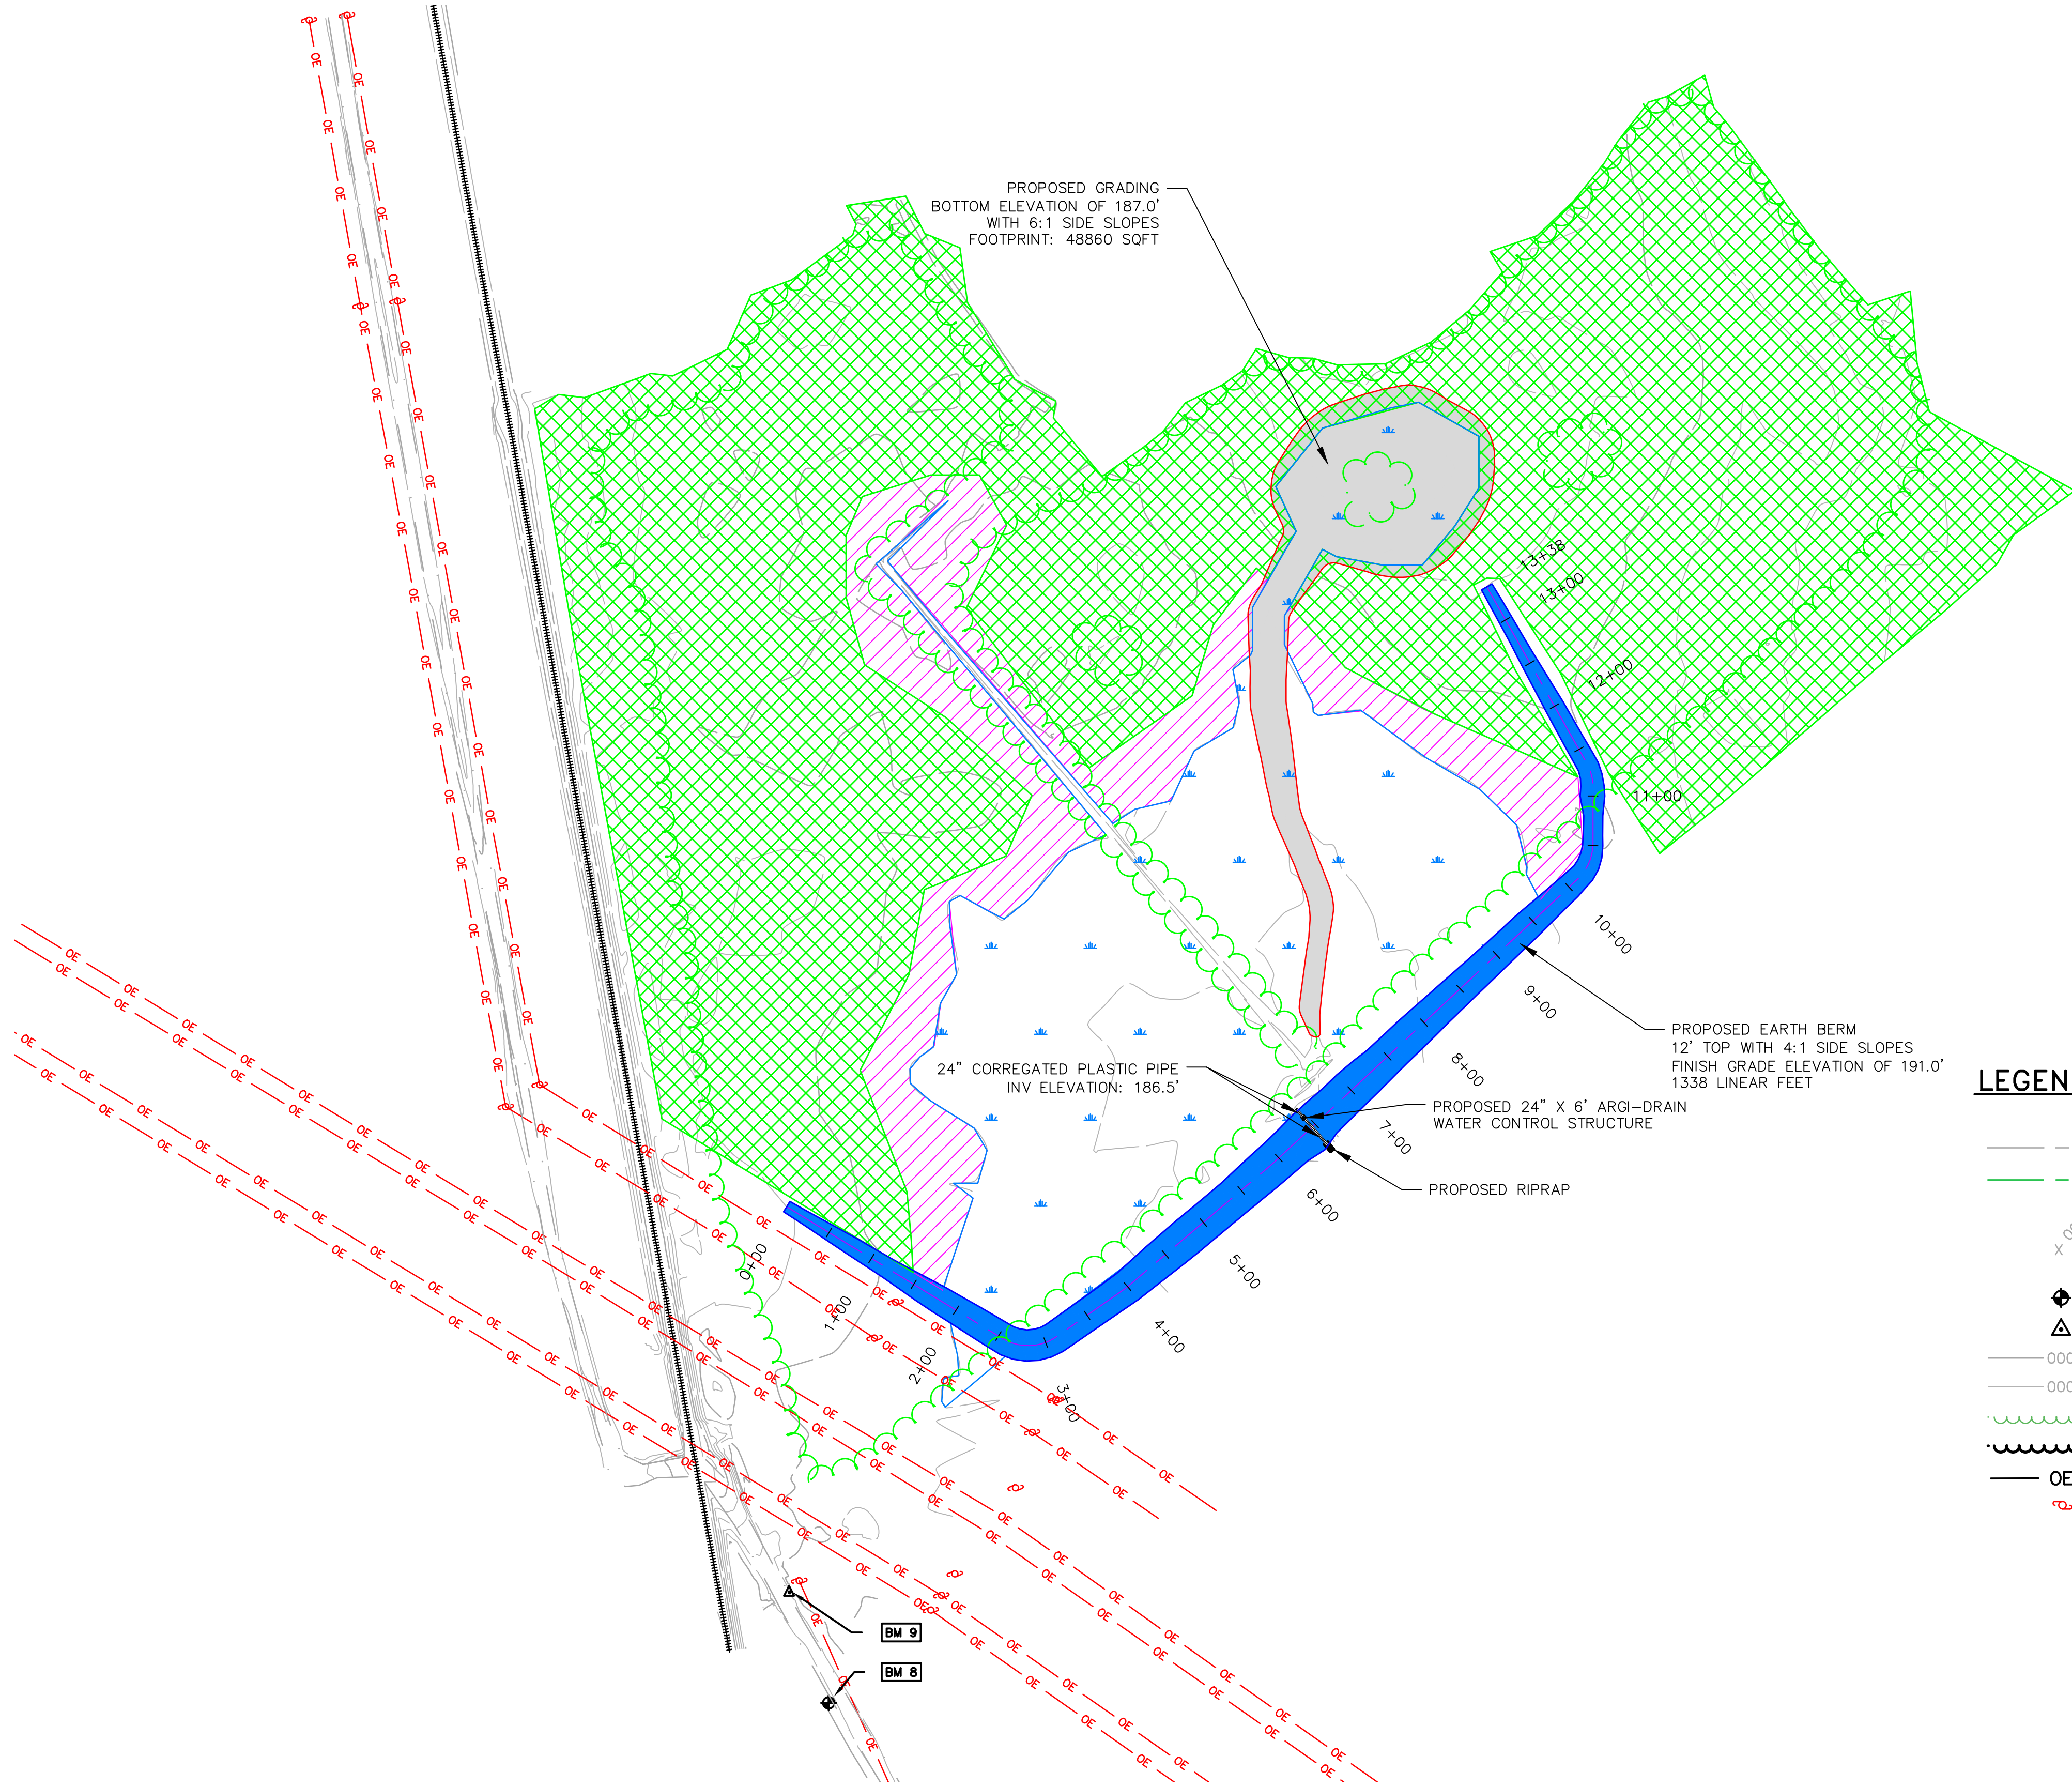 PROPOSED GRADING
BOTTOM ELEVATION OF 187.0'
WITH 6:1 SIDE SLOPES
FOOTPRINT: 48860 SQFT
13+38
13+00
12+00
11+00
10+00
9+00
8+00
7+00
6+00
5+00
4+00
3+00
2+00
1+00
0+00
PROPOSED EARTH BERM
12' TOP WITH 4:1 SIDE SLOPES
FINISH GRADE ELEVATION OF 191.0'
1338 LINEAR FEET
24" CORREGATED PLASTIC PIPE
INV ELEVATION: 186.5'
PROPOSED 24" X 6' ARGI-DRAIN
WATER CONTROL STRUCTURE
PROPOSED RIPRAP
LEGEN
X
000
000
OE
BM 9
BM 8
OE